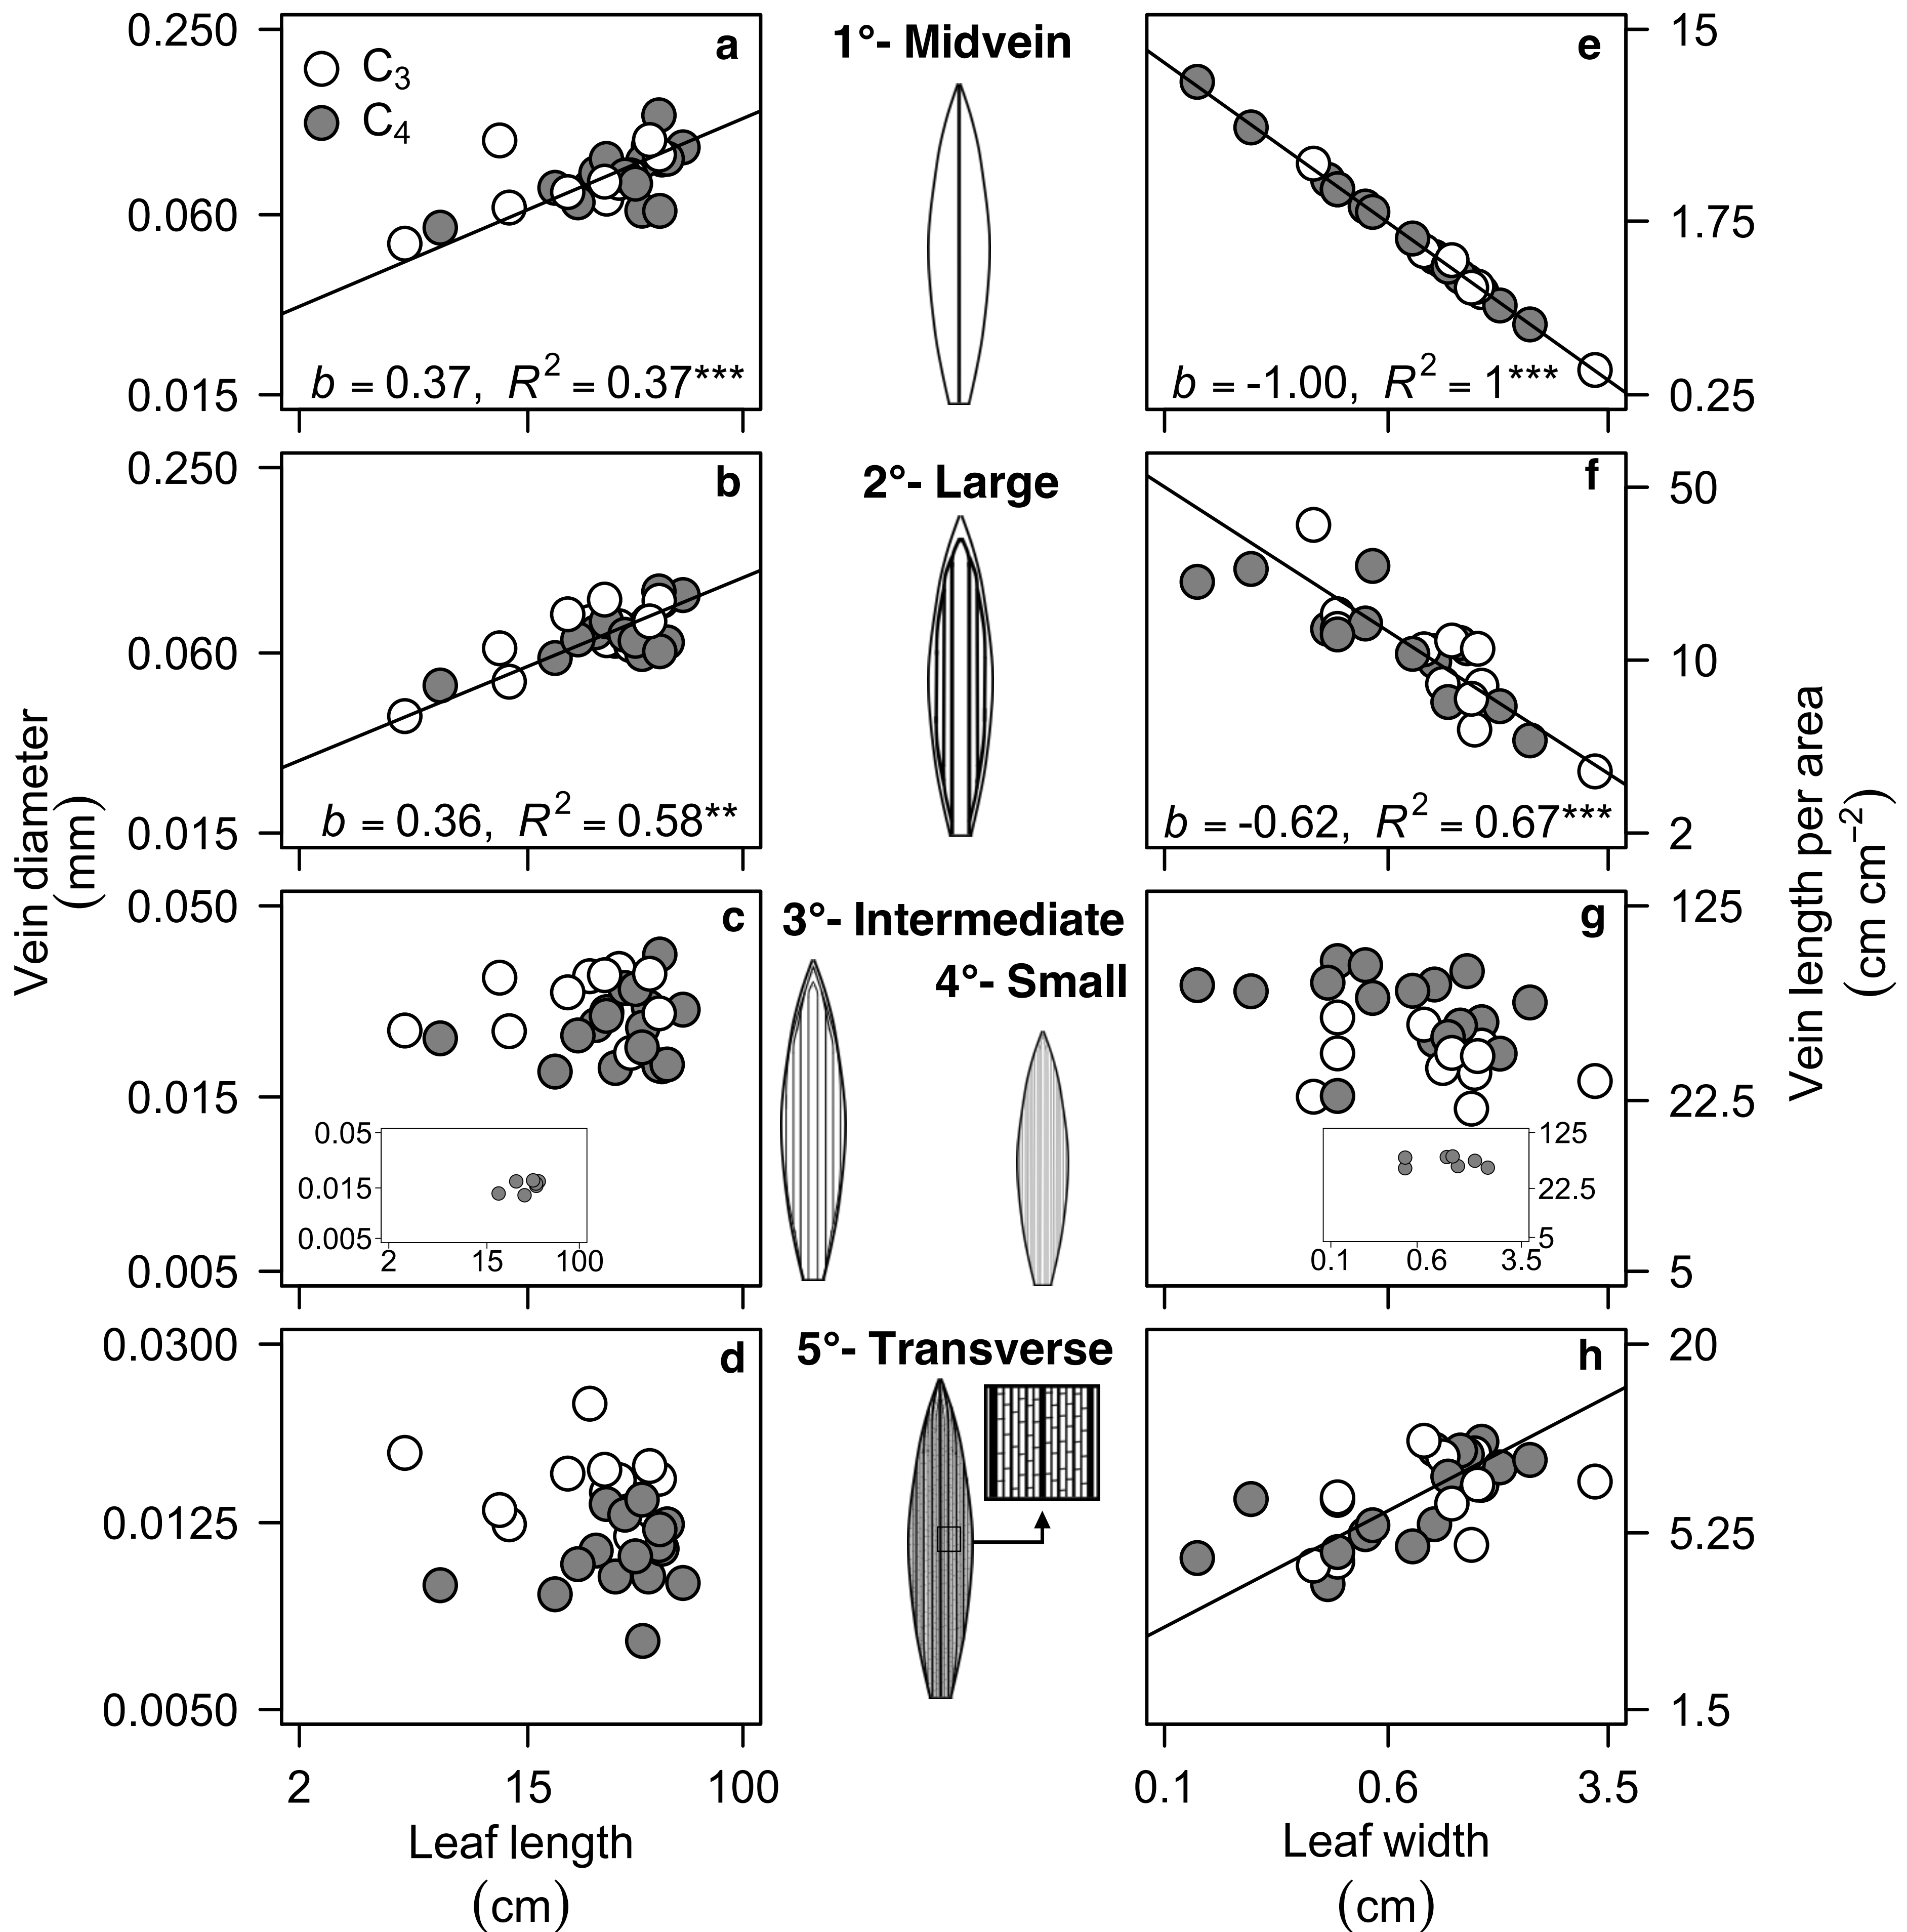 0.250
0.060
0.015
C3
C4
a
b = 0.37, R2 = 0.37***
1°- Midvein
e
b = -1.00, R2 = 1***
15
1.75
0.25
0.250
0.060
0.015
b
b = 0.36, R2 = 0.58**
2°- Large
f
b = -0.62, R2 = 0.67***
50
10
2
Vein diameter
(mm)
Vein length per area
(cm cm−2)
0.050
0.015
0.005
c
0.05
0.015
0.005
2 15 100
3°- Intermediate
4°- Small
g
125
22.5
5
0.1 0.6 3.5
125
22.5
5
0.0300
0.0125
0.0050
d
5°- Transverse
h
20
5.25
1.5
2 15 100
Leaf length
(cm)
0.1 0.6 3.5
Leaf width
(cm)